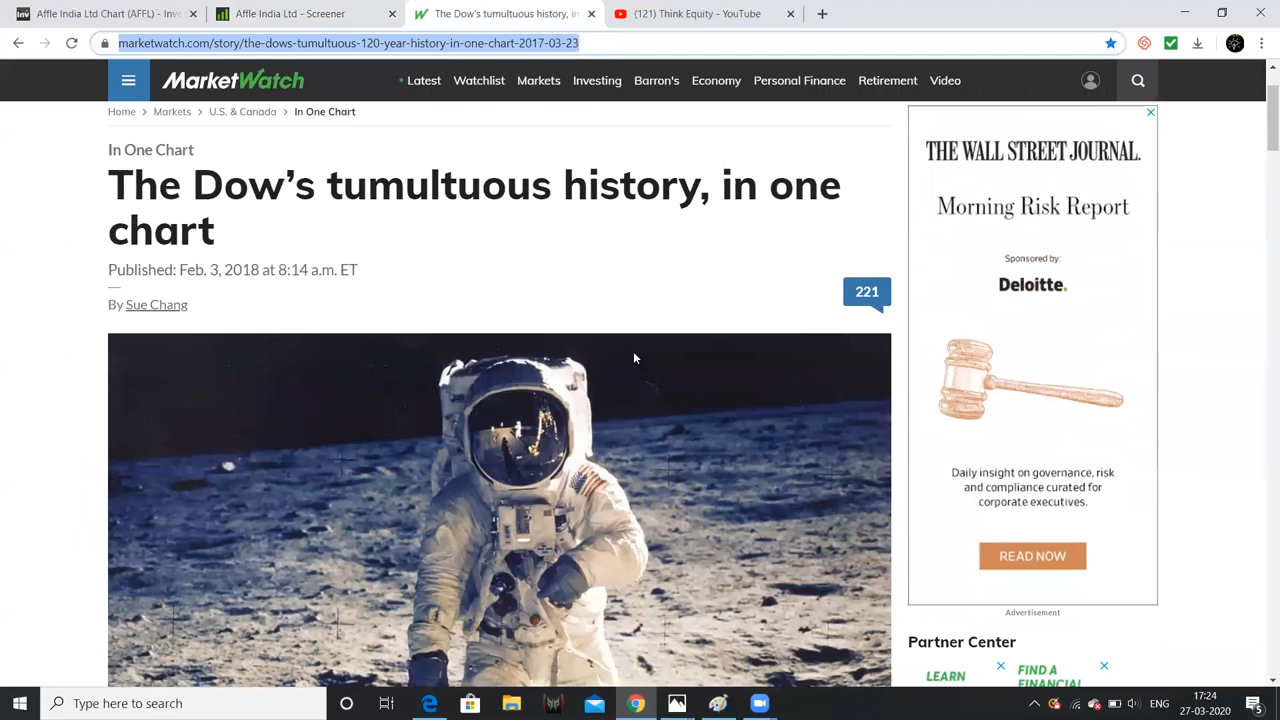 Affle India Ltd Chart (AFFL) - Inv
Affle India Ltd - Screener
The Dow's tumultuous history, in
(121) Think Equity - YouTube
marketwatch.com/story/the-dows-tumultuous-120-year-history-in-one-chart-2017-03-23
MarketWatch
Latest Watchlist Markets Investing Barron's Economy Personal Finance Retirement Video
Home > Markets > U.S. & Canada > In One Chart
In One Chart
The Dow's tumultuous history, in one
chart
Published: Feb. 3, 2018 at 8:14 a.m. ET
By Sue Chang
221
THE WALL STREET JOURNAL.
Morning Risk Report
Sponsored by:
Deloitte.
Daily insight on governance, risk
and compliance curated for
corporate executives.
READ NOW
Advertisement
Partner Center
LEARN
FIND A
FINANCIAL
Type here to search
ENG
17:24
27-03-2020
5